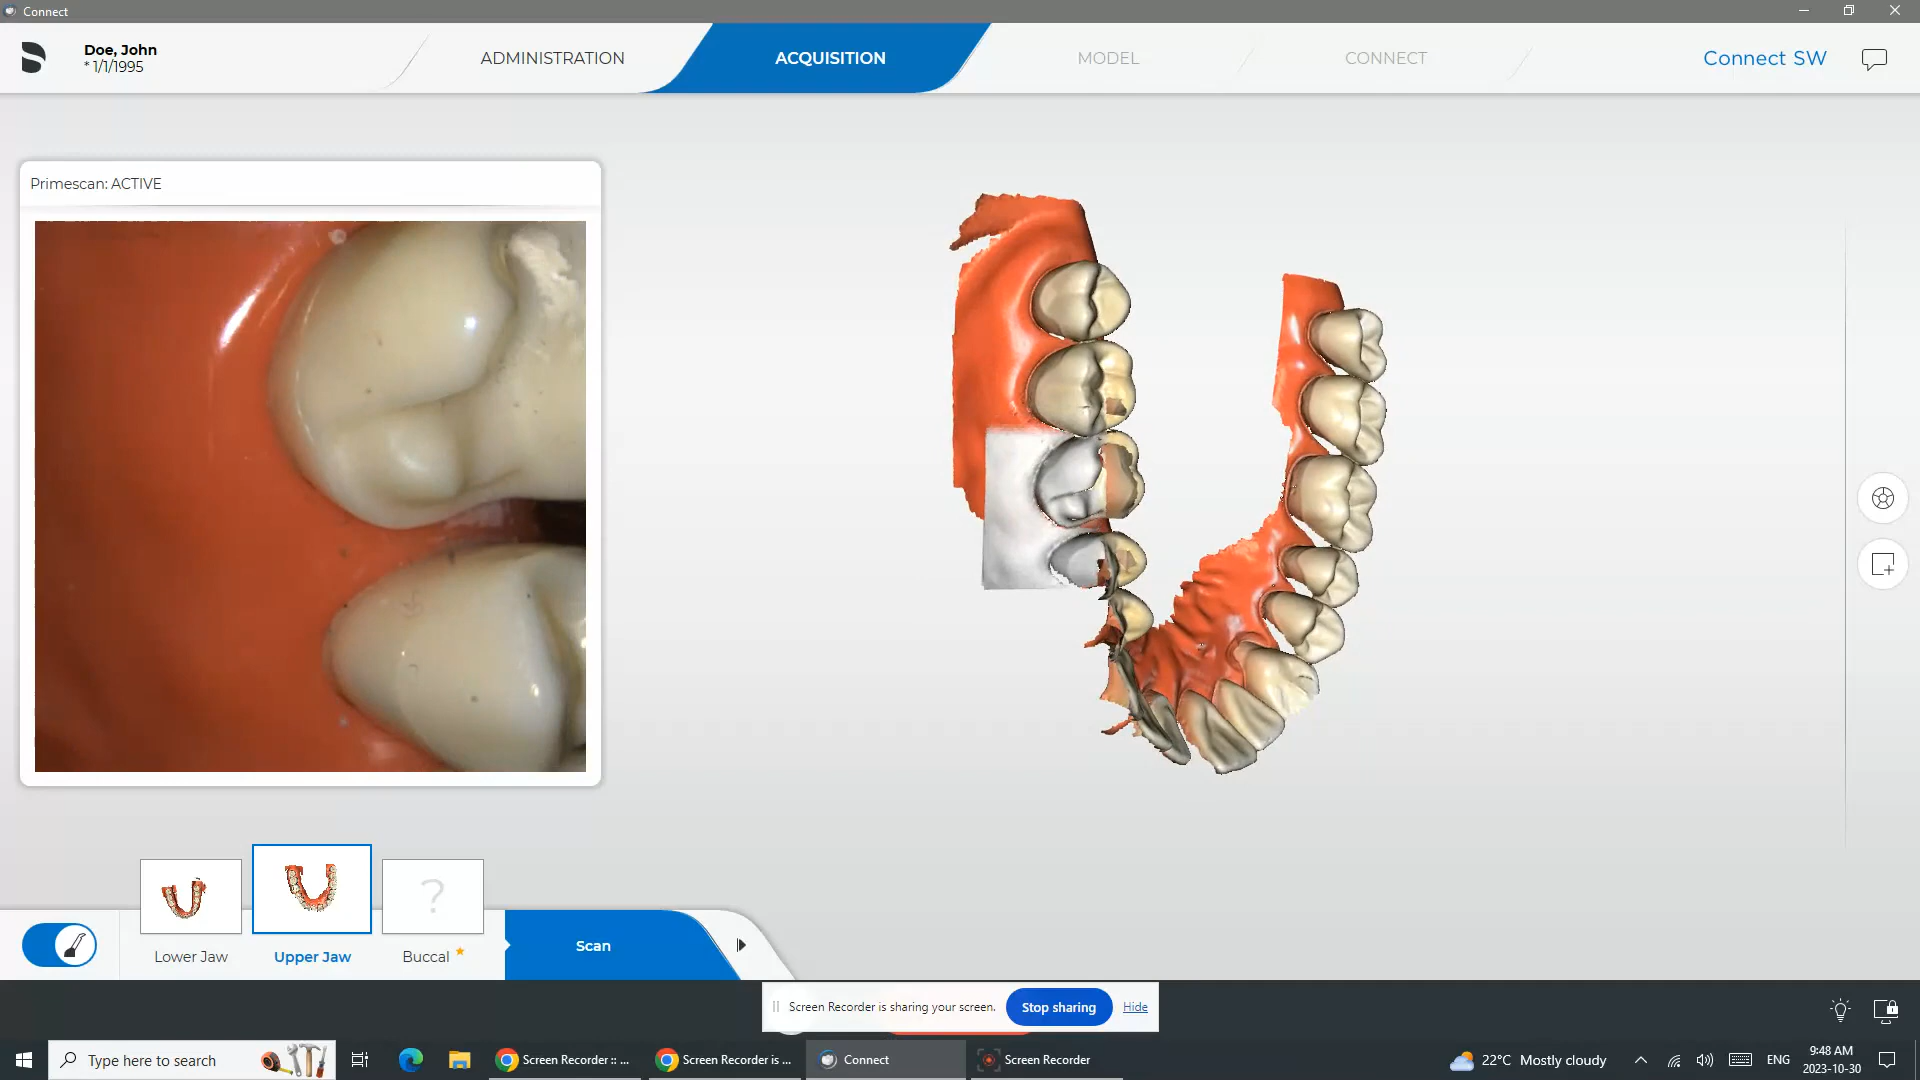 Connect
Doe, John
* 1/1/1995
ADMINISTRATION
ACQUISITION
MODEL
CONNECT
Connect SW
Primescan: ACTIVE
?
Lower Jaw
Upper Jaw
Buccal
Scan
Screen Recorder is sharing your screen.
Stop sharing
Hide
Type here to search
Screen Recorder :: ...
Screen Recorder is ...
Connect
Screen Recorder
22°C Mostly cloudy
ENG
9:48 AM
2023-10-30